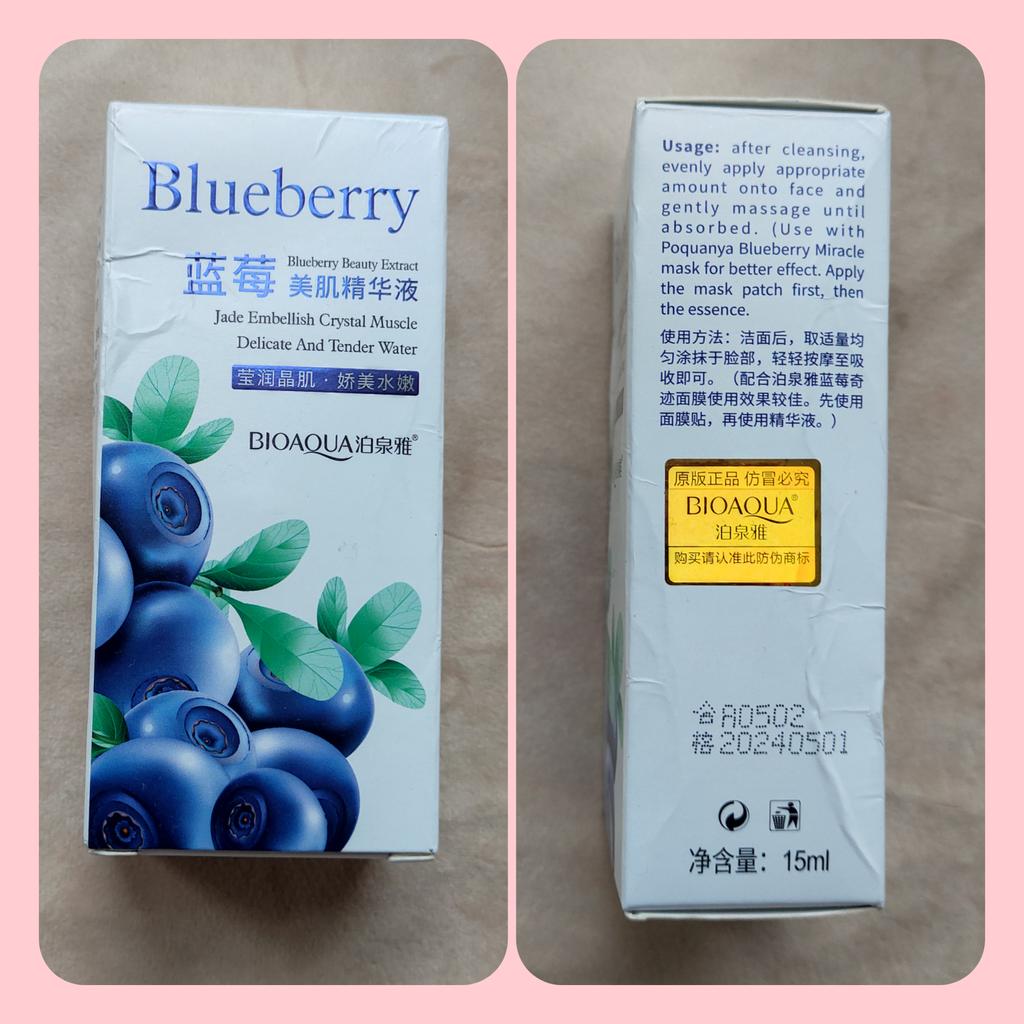 Blueberry
蓝莓
Blueberry Beauty Extract
美肌精华液
Jade Embellish Crystal Muscle
Delicate And Tender Water
莹润晶肌·娇美水嫩
BIOAQUA泊泉雅®
Usage: after cleansing,
evenly apply appropriate
amount onto face and
gently massage until
absorbed. (Use with
Poquanya Blueberry Miracle
mask for better effect. Apply
the mask patch first, then
the essence.
使用方法：洁面后，取适量均
匀涂抹于脸部，轻轻按摩至吸
收即可。（配合泊泉雅蓝莓奇
迹面膜使用效果较佳。先使用
面膜贴，再使用精华液。）
原版正品 仿冒必究
BIOAQUA®
泊泉雅
购买请认准此防伪商标
合 A0502
格 20240501
净含量：15ml